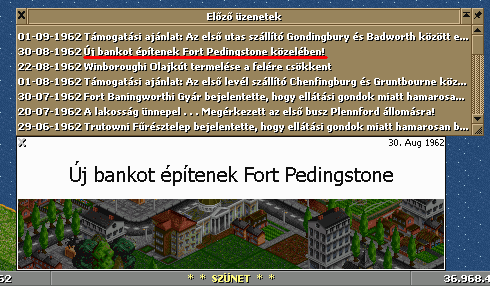 Előző üzenetek
01-09-1962 Támogatási ajánlat: Az első utas szállító Gondingbury és Badworth között e...
30-08-1962 Új bankot építenek Fort Pedingstone közelében!
22-08-1962 Winboroughi Olajkút termelése a felére csökkent
01-08-1962 Támogatási ajánlat: Az első levél szállító Chenfingburg és Gruntbourne köz...
30-07-1962 Fort Baningworthi Gyár bejelentette, hogy ellátási gondok miatt hamarosa...
20-07-1962 A lakosság ünnepel . . . Megérkezett az első busz Plennford állomásra!
29-06-1962 Trutowni Fűrésztelep bejelentette, hogy ellátási gondok miatt hamarosan b...
30. Aug 1962
Új bankot építenek Fort Pedingstone
62 * * SZÜNET * * 36.968.4